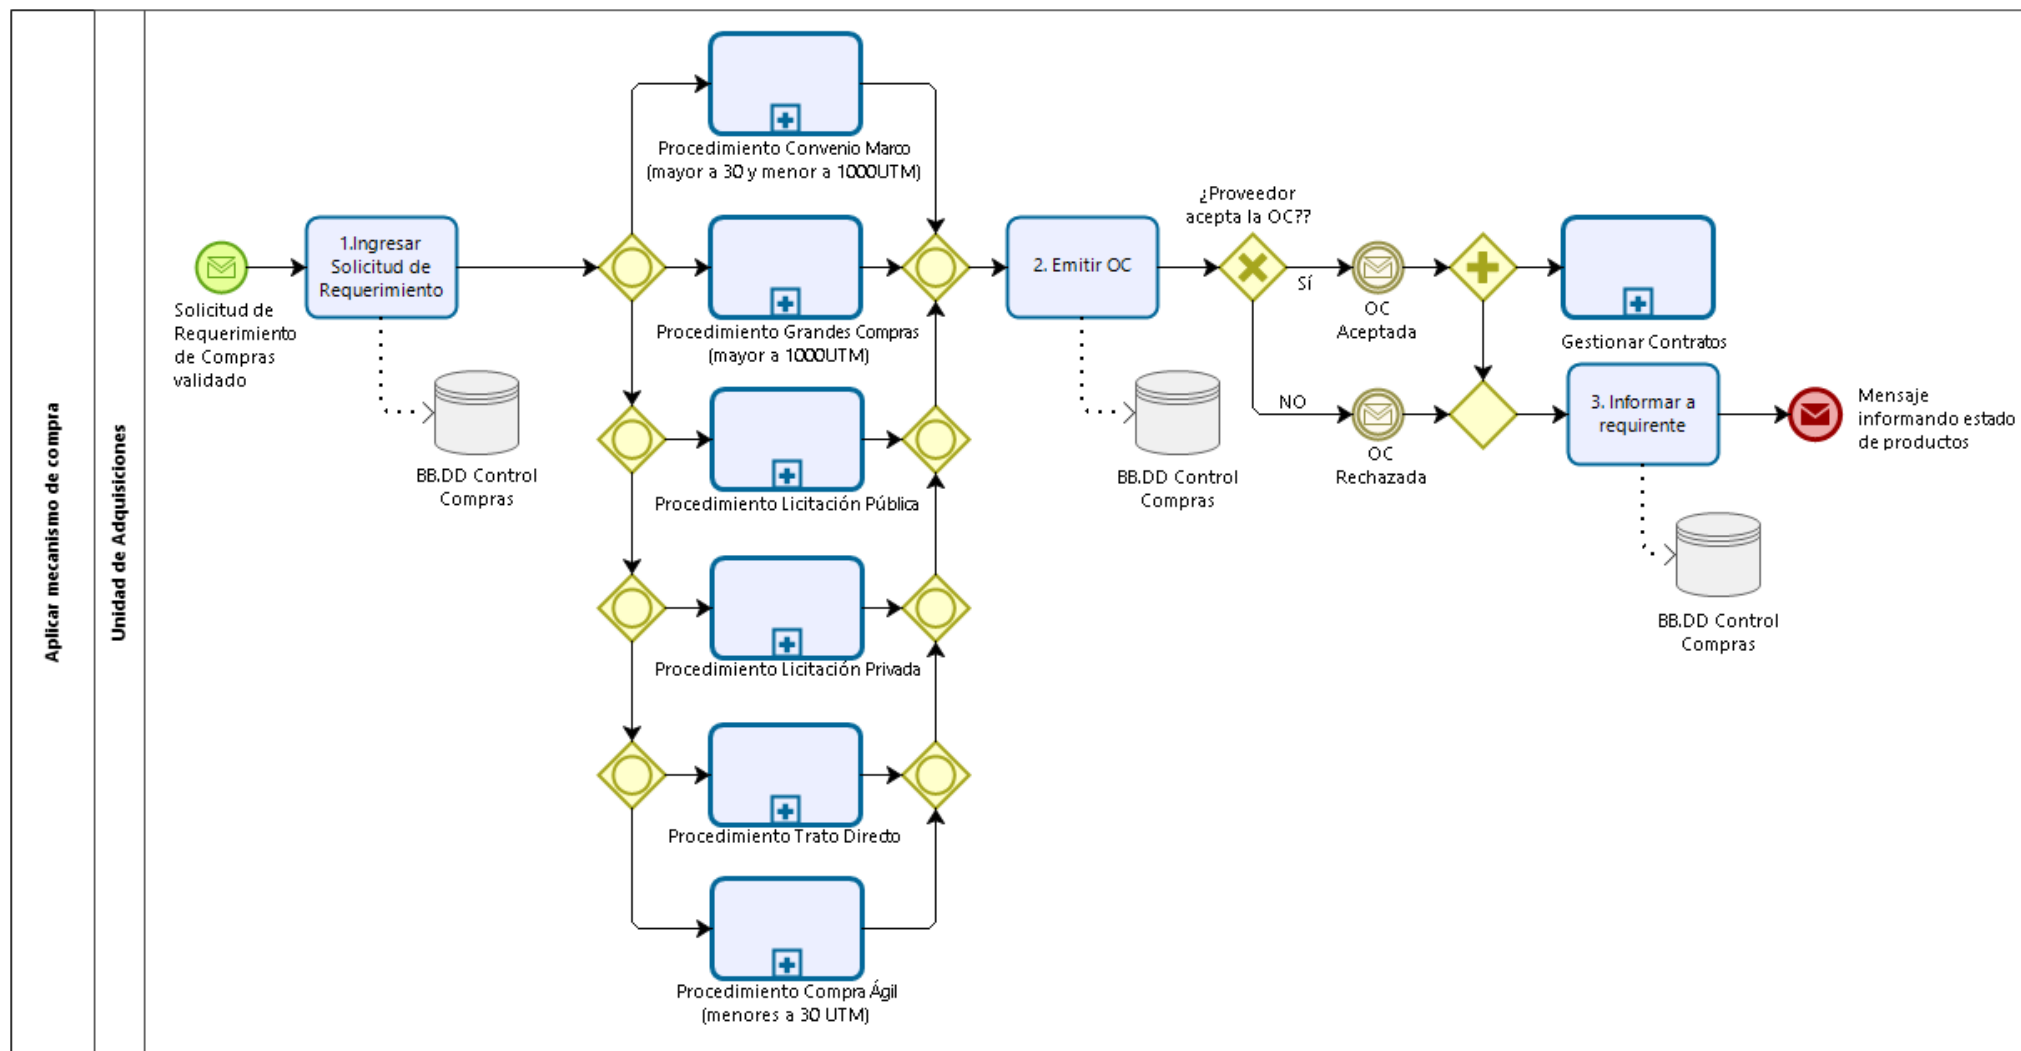 Aplicar mecanismo de compra
Unidad de Adquisiciones
Solicitud de
Requerimiento
de Compras
validado
1.Ingresar
Solicitud de
Requerimiento
BB.DD Control
Compras
Procedimiento Convenio Marco
(mayor a 30 y menor a 1000UTM)
Procedimiento Grandes Compras
(mayor a 1000UTM)
Procedimiento Licitación Pública
Procedimiento Licitación Privada
Procedimiento Trato Directo
Procedimiento Compra Ágil
(menores a 30 UTM)
2. Emitir OC
BB.DD Control
Compras
¿Proveedor
acepta la OC??
Sí
OC
Aceptada
NO
OC
Rechazada
Gestionar Contratos
3. Informar a
requirente
BB.DD Control
Compras
Mensaje
informando estado
de productos